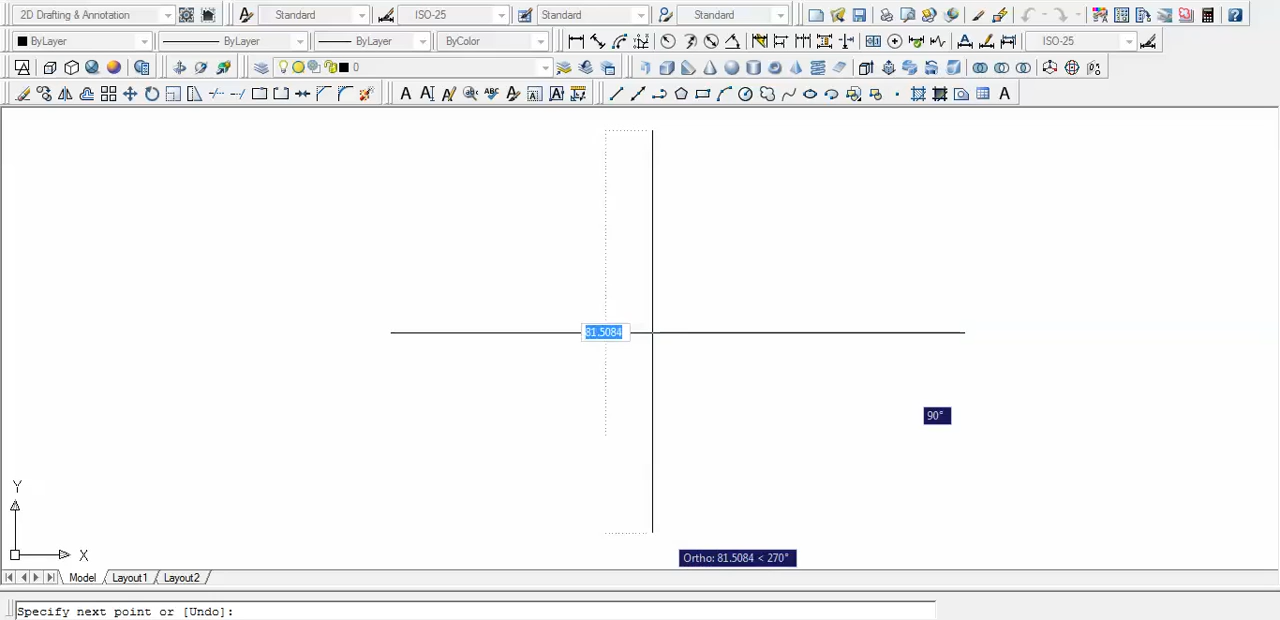 2D Drafting & Annotation Standard ISO-25 Standard Standard
ByLayer ByLayer ByLayer ByColor ISO-25
0
A A A ABC A A A
81.5084
90°
Y
X
Ortho: 81.5084 < 270°
Model Layout1 Layout2
Specify next point or [Undo]: